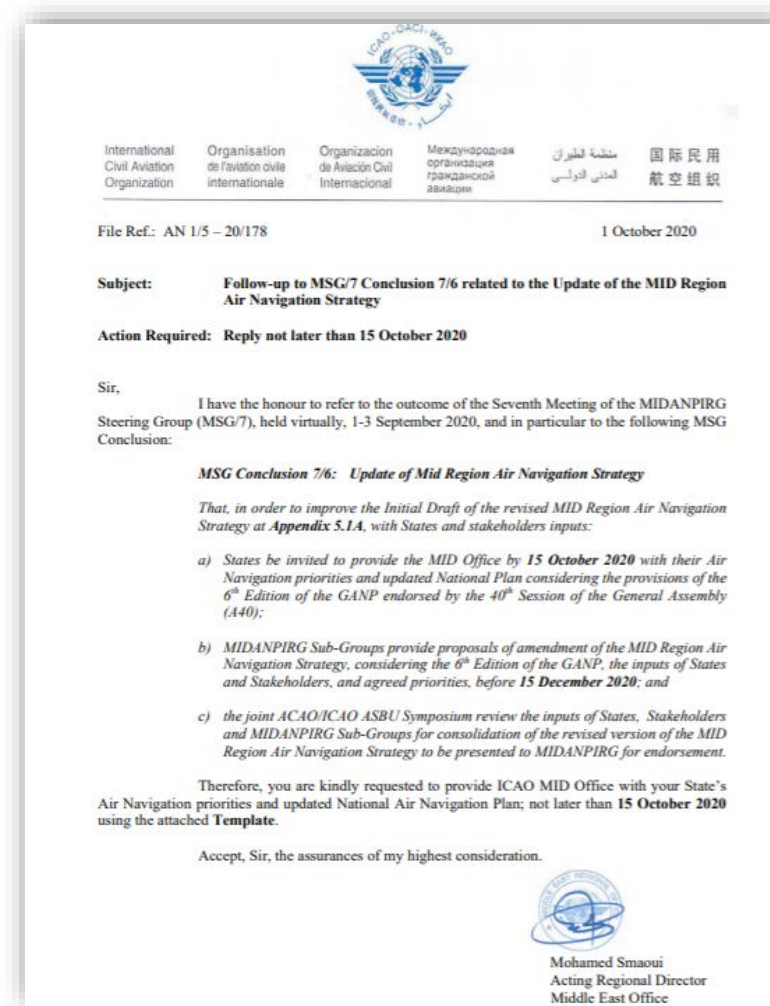 ICAO · OACI · ИКАО
国际民航组织
International
Civil Aviation
Organization
Organisation
de l'aviation civile
internationale
Organizacion
de Aviación Civil
Internacional
Международная
организация
гражданской
авиации
منظمة الطيران
المدني الدولي
国际民用
航空组织
File Ref.: AN 1/5 – 20/178
1 October 2020
Subject: Follow-up to MSG/7 Conclusion 7/6 related to the Update of the MID Region
Air Navigation Strategy
Action Required: Reply not later than 15 October 2020
Sir,
I have the honour to refer to the outcome of the Seventh Meeting of the MIDANPIRG
Steering Group (MSG/7), held virtually, 1-3 September 2020, and in particular to the following MSG
Conclusion:
MSG Conclusion 7/6: Update of Mid Region Air Navigation Strategy
That, in order to improve the Initial Draft of the revised MID Region Air Navigation
Strategy at Appendix 5.1A, with States and stakeholders inputs:
a) States be invited to provide the MID Office by 15 October 2020 with their Air
Navigation priorities and updated National Plan considering the provisions of the
6th Edition of the GANP endorsed by the 40th Session of the General Assembly
(A40);
b) MIDANPIRG Sub-Groups provide proposals of amendment of the MID Region Air
Navigation Strategy, considering the 6th Edition of the GANP, the inputs of States
and Stakeholders, and agreed priorities, before 15 December 2020; and
c) the joint ACAO/ICAO ASBU Symposium review the inputs of States, Stakeholders
and MIDANPIRG Sub-Groups for consolidation of the revised version of the MID
Region Air Navigation Strategy to be presented to MIDANPIRG for endorsement.
Therefore, you are kindly requested to provide ICAO MID Office with your State's
Air Navigation priorities and updated National Air Navigation Plan; not later than 15 October 2020
using the attached Template.
Accept, Sir, the assurances of my highest consideration.
MIDDLE EAST REGIONAL
Mohamed Smaoui
Acting Regional Director
Middle East Office